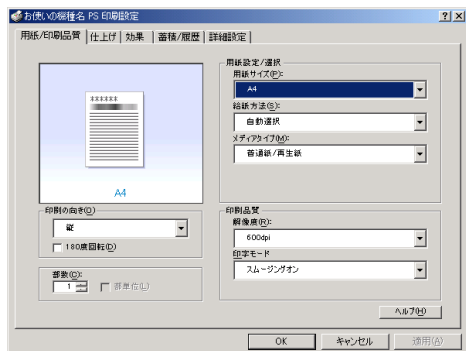 お使いの機種名 PS 印刷設定
用紙/印刷品質 仕上げ 効果 蓄積/履歴 詳細設定
用紙設定/選択
用紙サイズ(P):
A4
給紙方法(S):
自動選択
メディアタイプ(M):
普通紙/再生紙
A4
印刷の向き(O)
縦
180度回転(D)
部数(C):
1 部単位(L)
印刷品質
解像度(R):
600dpi
印字モード
スムージングオン
ヘルプ(H)
OK キャンセル 適用(A)